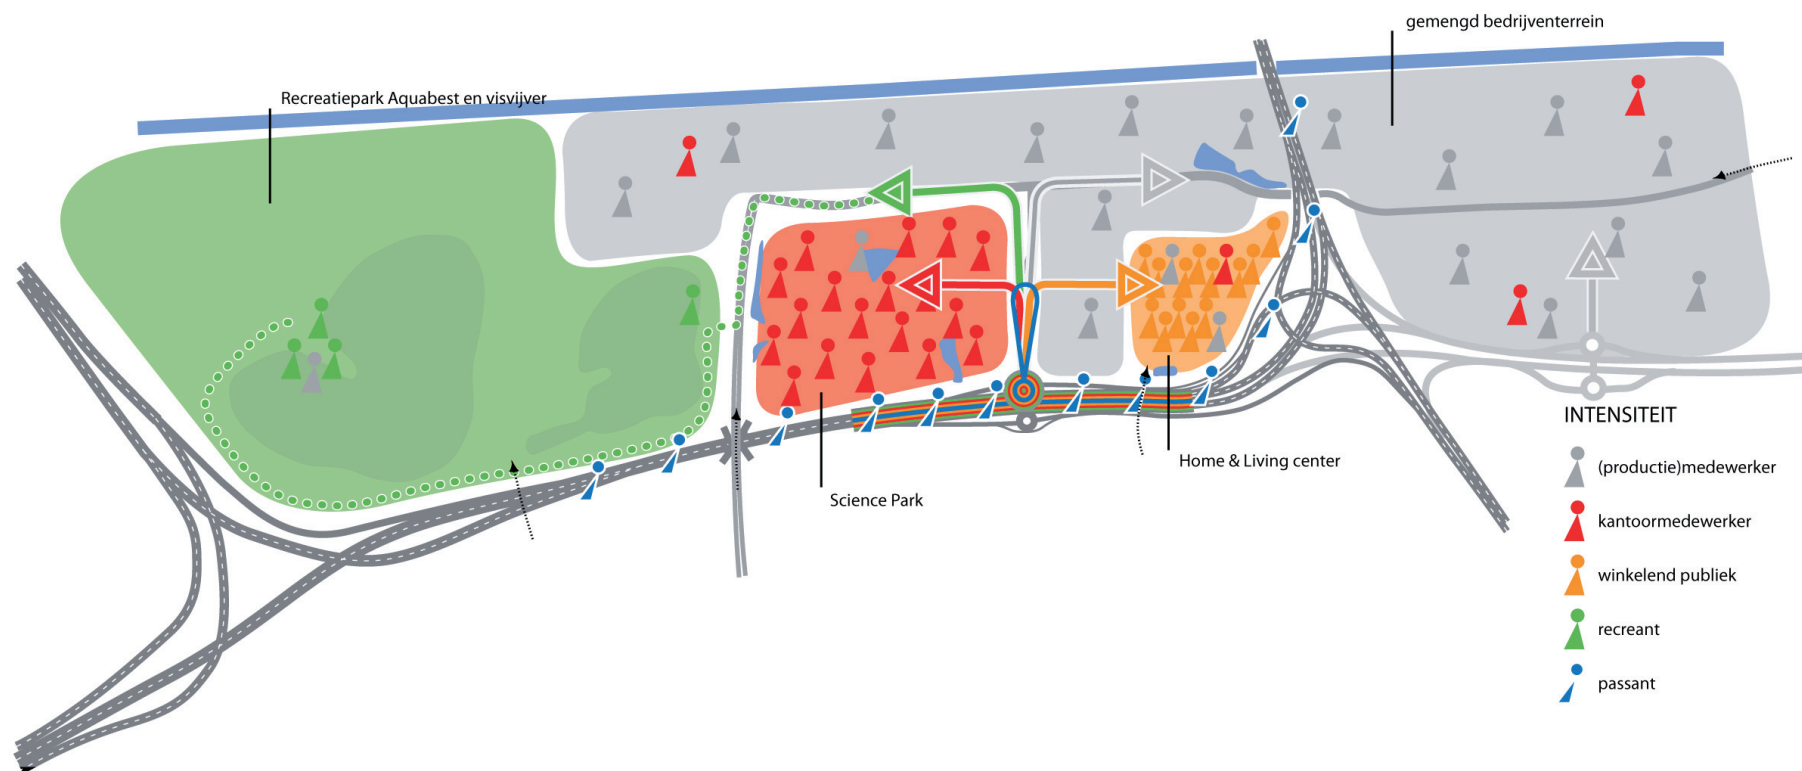 gemengd bedrijventerrein
Recreatiepark Aquabest en visvijver
Home & Living center
Science Park
INTENSITEIT
(productie)medewerker
kantoormedewerker
winkelend publiek
recreant
passant